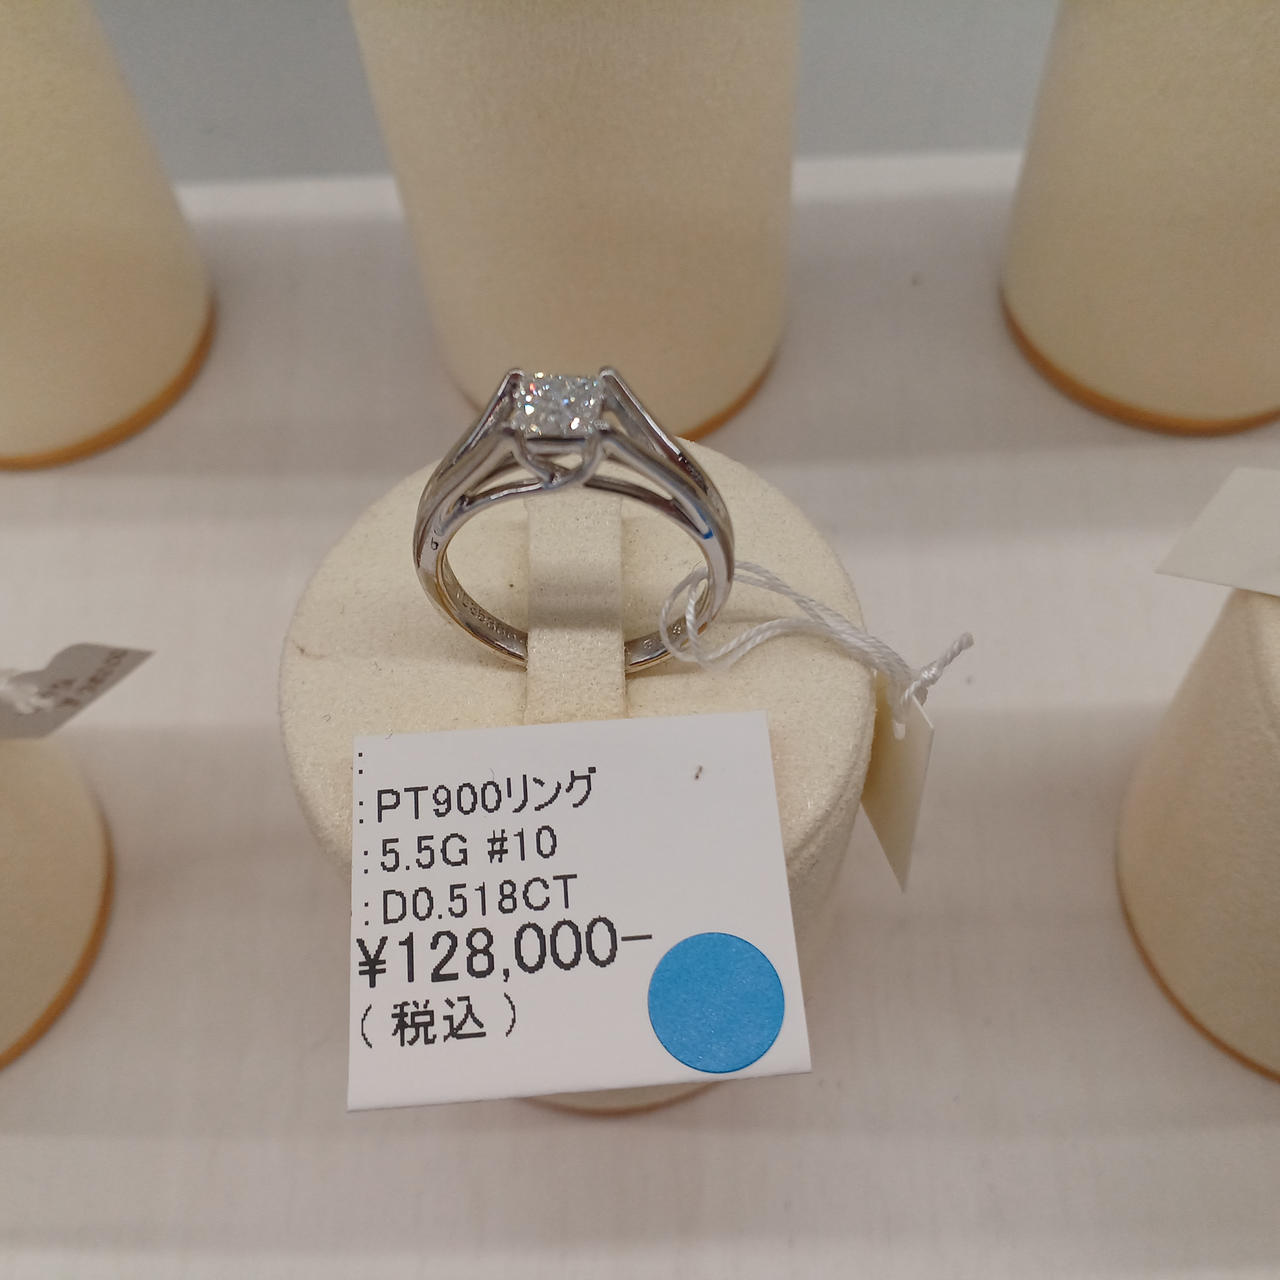 :
:PT900リング
:5.5G #10
:D0.518CT
¥128,000-
(税込)